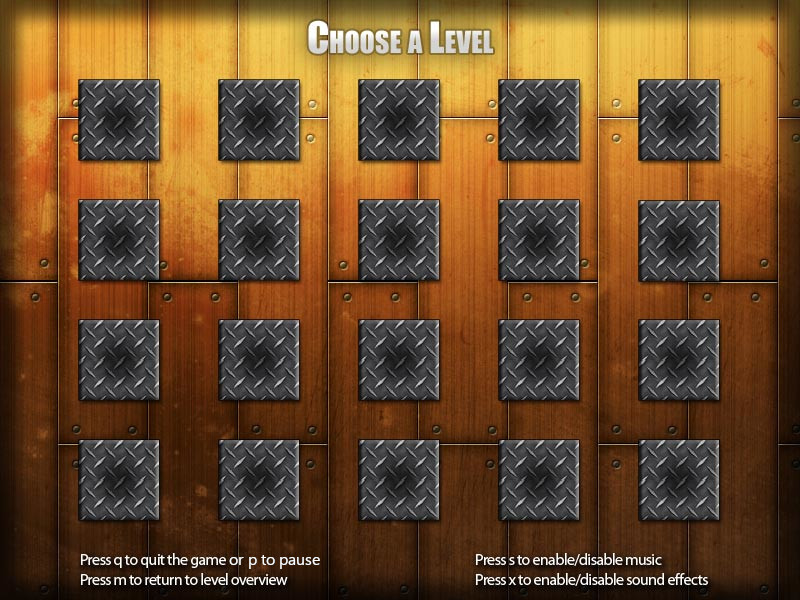 Choose a Level
Press q to quit the game or p to pause
Press m to return to level overview
Press s to enable/disable music
Press x to enable/disable sound effects